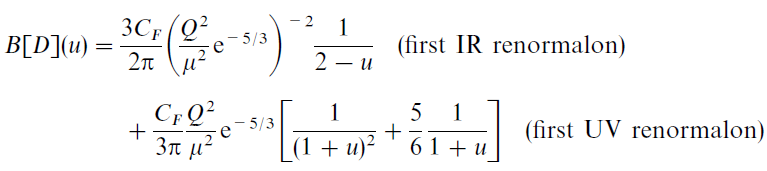 B[D](u) = \frac{3C_F}{2\pi} \left( \frac{Q^2}{\mu^2} e^{-5/3} \right)^{-2} \frac{1}{2-u} (first IR renormalon)
+ \frac{C_F}{3\pi} \frac{Q^2}{\mu^2} e^{-5/3} \left[ \frac{1}{(1+u)^2} + \frac{5}{6} \frac{1}{1+u} \right] (first UV renormalon)